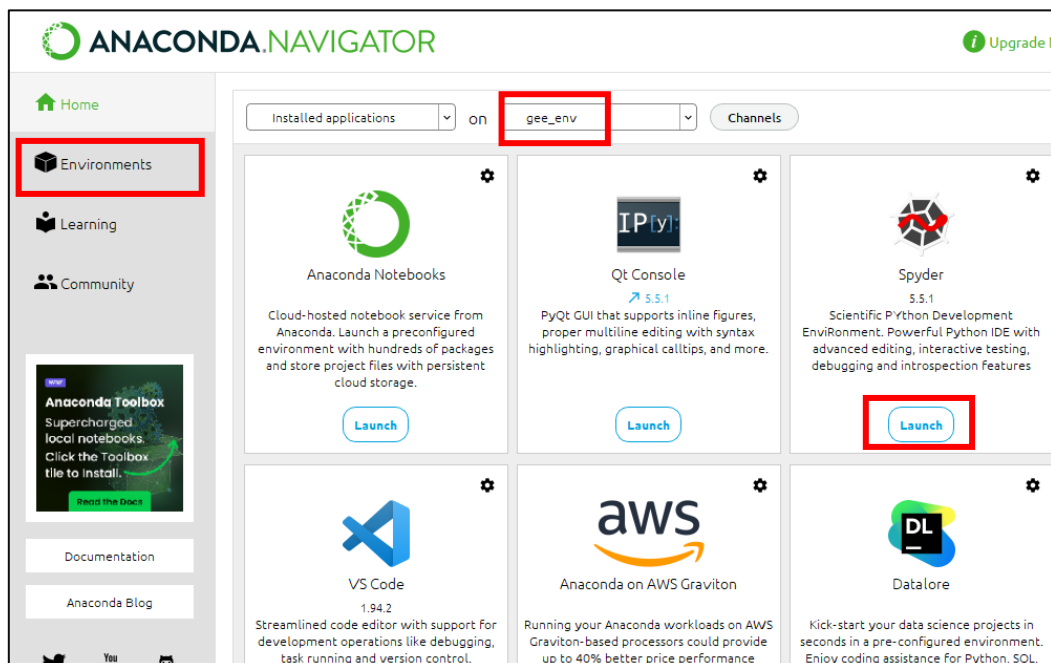 ANACONDA.NAVIGATOR
i Upgrade
Home
Environments
Learning
Community
Installed applications on gee_env Channels
Anaconda Notebooks
Cloud-hosted notebook service from
Anaconda. Launch a preconfigured
environment with hundreds of packages
and store project files with persistent
cloud storage.
Launch
IP[y]:
Qt Console
5.5.1
PyQt GUI that supports inline figures,
proper multiline editing with syntax
highlighting, graphical calltips, and more.
Launch
Spyder
5.5.1
Scientific PYthon Development
EnviRonment. Powerful Python IDE with
advanced editing, interactive testing,
debugging and introspection features
Launch
VS Code
1.94.2
Streamlined code editor with support for
development operations like debugging,
task running and version control.
aws
Anaconda on AWS Graviton
Running your Anaconda workloads on AWS
Graviton-based processors could provide
up to 40% better price performance
DL
Datalore
Kick-start your data science projects in
seconds in a pre-configured environment.
Enjoy coding assistance for Python, SQL,
Anaconda Toolbox
Supercharged
local notebooks.
Click the Toolbox
tile to Install.
Read the Docs
Documentation
Anaconda Blog
You